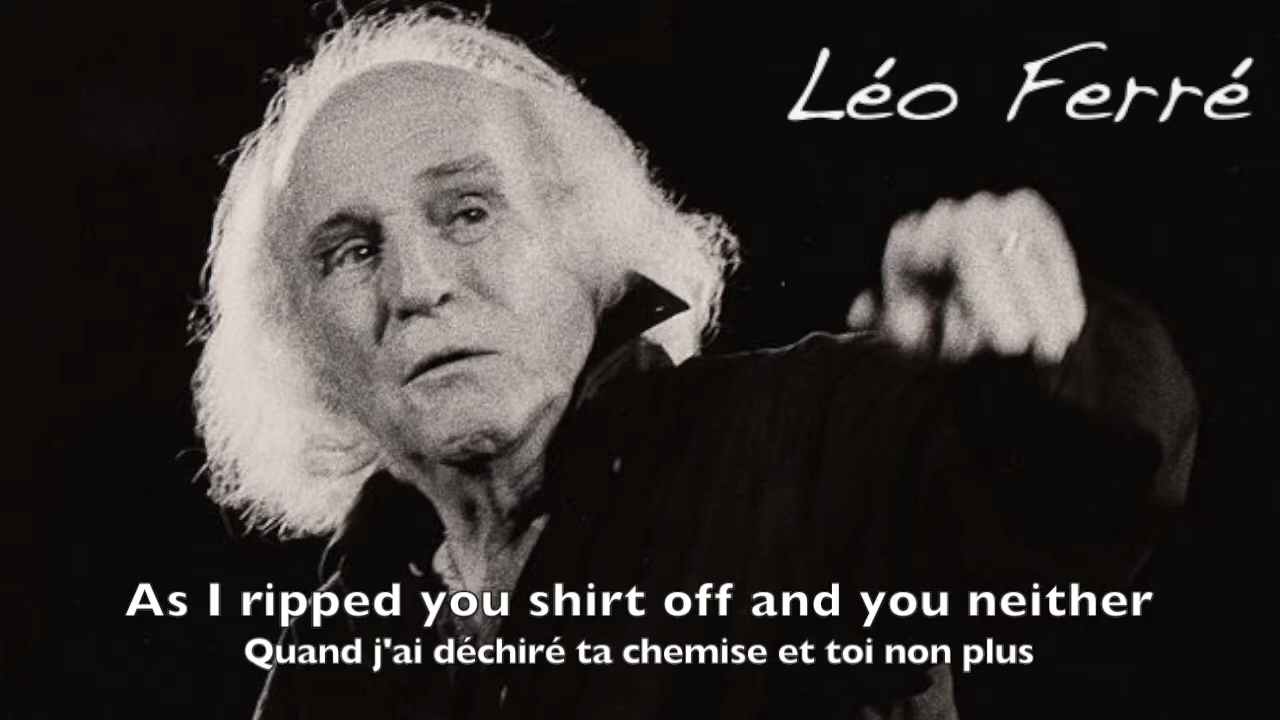 Léo Ferré
As I ripped you shirt off and you neither
Quand j'ai déchiré ta chemise et toi non plus